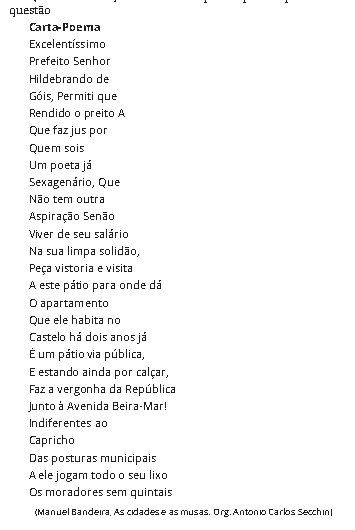 questão
Carta-Poema
Excelentíssimo
Prefeito Senhor
Hildebrando de
Góis, Permiti que
Rendido o preito A
Que faz jus por
Quem sois
Um poeta já
Sexagenário, Que
Não tem outra
Aspiração Senão
Viver de seu salário
Na sua limpa solidão,
Peça vistoria e visita
A este pátio para onde dá
O apartamento
Que ele habita no
Castelo há dois anos já
É um pátio via pública,
E estando ainda por calçar,
Faz a vergonha da República
Junto à Avenida Beira-Mar!
Indiferentes ao
Capricho
Das posturas municipais
A ele jogam todo o seu lixo
Os moradores sem quintais
(Manuel Bandeira, As cidades e as musas. Org. Antonio Carlos Secchin)